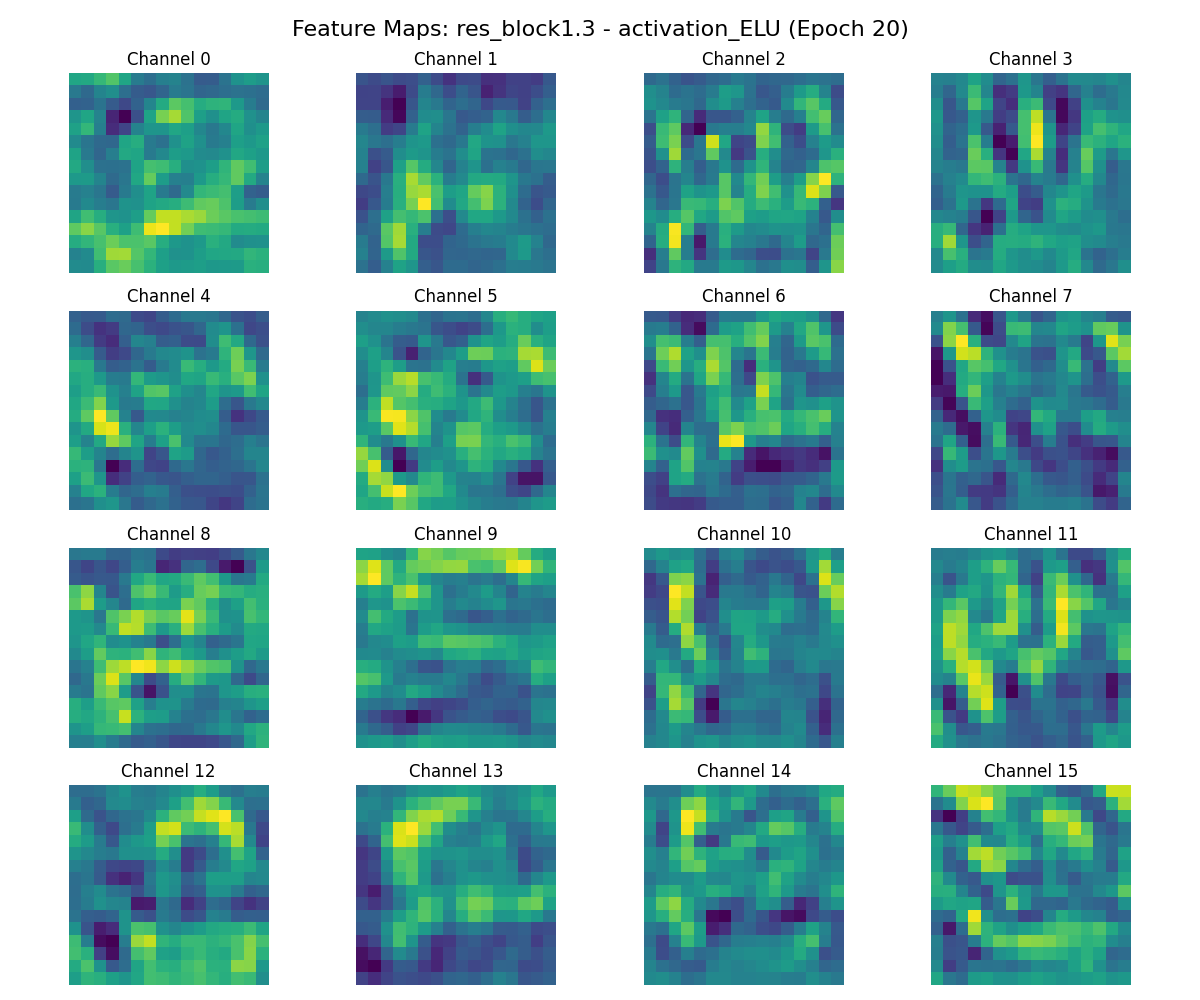 Feature Maps: res_block1.3 - activation_ELU (Epoch 20)
Channel 0 Channel 1 Channel 2 Channel 3
Channel 4 Channel 5 Channel 6 Channel 7
Channel 8 Channel 9 Channel 10 Channel 11
Channel 12 Channel 13 Channel 14 Channel 15